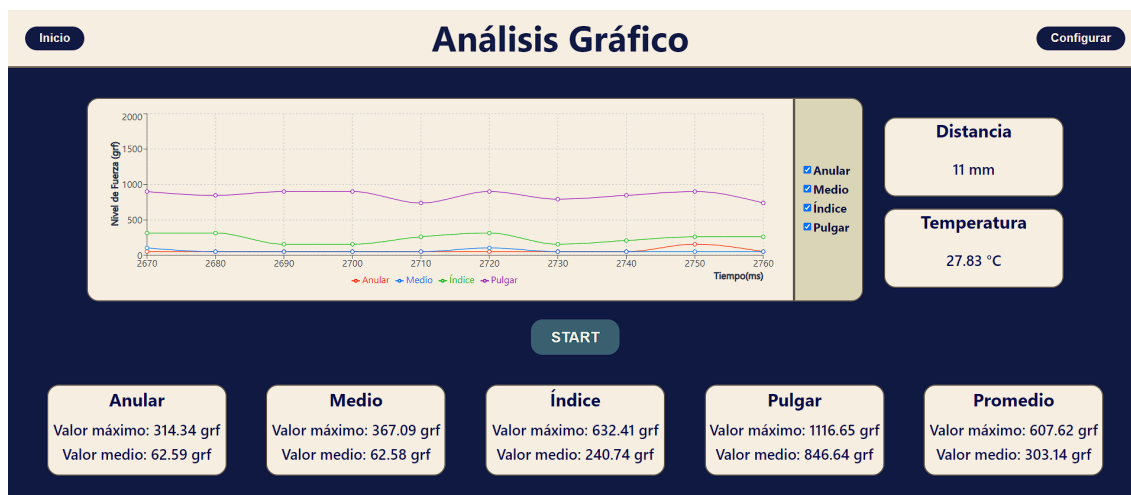 Inicio
Análisis Gráfico
Configurar
Nivel de Fuerza (grf)
2000
1500
1000
500
0
2670 2680 2690 2700 2710 2720 2730 2740 2750 2760
Tiempo(ms)
Anular Medio Índice Pulgar
Anular
Medio
Índice
Pulgar
Distancia
11 mm
Temperatura
27.83 °C
START
Anular
Valor máximo: 314.34 grf
Valor medio: 62.59 grf
Medio
Valor máximo: 367.09 grf
Valor medio: 62.58 grf
Índice
Valor máximo: 632.41 grf
Valor medio: 240.74 grf
Pulgar
Valor máximo: 1116.65 grf
Valor medio: 846.64 grf
Promedio
Valor máximo: 607.62 grf
Valor medio: 303.14 grf